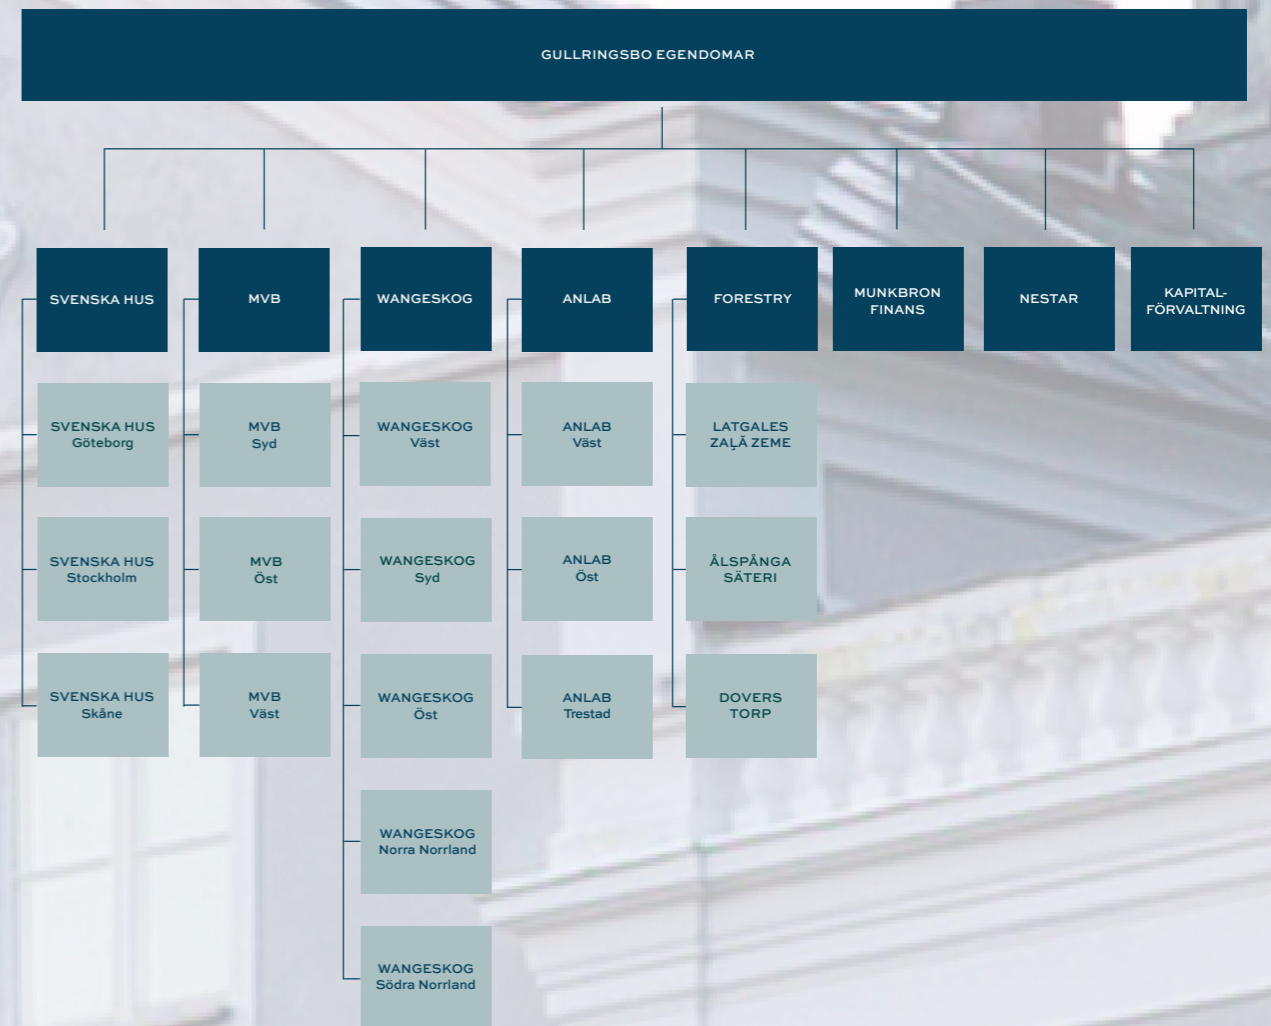 GULLRINGSBO EGENDOMAR
SVENSKA HUS
MVB
WANGESKOG
ANLAB
FORESTRY
MUNKBRON
FINANS
NESTAR
KAPITAL-
FÖRVALTNING
SVENSKA HUS
Göteborg
MVB
Syd
WANGESKOG
Väst
ANLAB
Väst
LATGALES
ZAĻĀ ZEME
SVENSKA HUS
Stockholm
MVB
Öst
WANGESKOG
Syd
ANLAB
Öst
ÅLSPÅNGA
SÄTERI
SVENSKA HUS
Skåne
MVB
Väst
WANGESKOG
Öst
ANLAB
Trestad
DOVERS
TORP
WANGESKOG
Norra Norrland
WANGESKOG
Södra Norrland